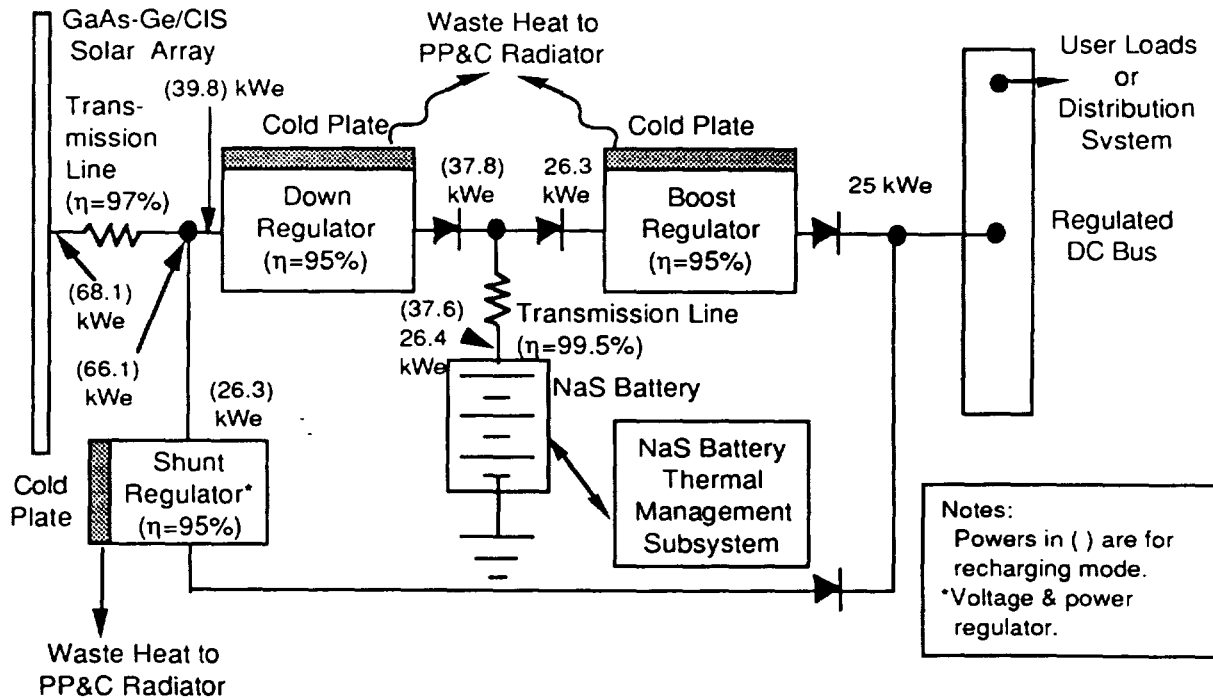 GaAs-Ge/CIS
Solar Array
(39.8) kWe
Trans-
mission
Line
(η=97%)
Waste Heat to
PP&C Radiator
Cold Plate
Cold Plate
User Loads
or
Distribution
System
Down
Regulator
(η=95%)
(37.8)
kWe
26.3
kWe
Boost
Regulator
(η=95%)
25 kWe
Regulated
DC Bus
(68.1)
kWe
(66.1)
kWe
(26.3)
kWe
(37.6)
26.4
kWe
Transmission Line
(η=99.5%)
NaS Battery
Cold
Plate
Shunt
Regulator*
(η=95%)
NaS Battery
Thermal
Management
Subsystem
Notes:
Powers in ( ) are for
recharging mode.
*Voltage & power
regulator.
Waste Heat to
PP&C Radiator